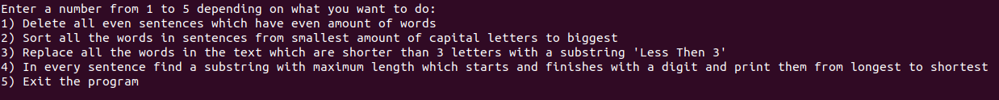 Enter a number from 1 to 5 depending on what you want to do:
1) Delete all even sentences which have even amount of words
2) Sort all the words in sentences from smallest amount of capital letters to biggest
3) Replace all the words in the text which are shorter than 3 letters with a substring 'Less Then 3'
4) In every sentence find a substring with maximum length which starts and finishes with a digit and print them from longest to shortest
5) Exit the program